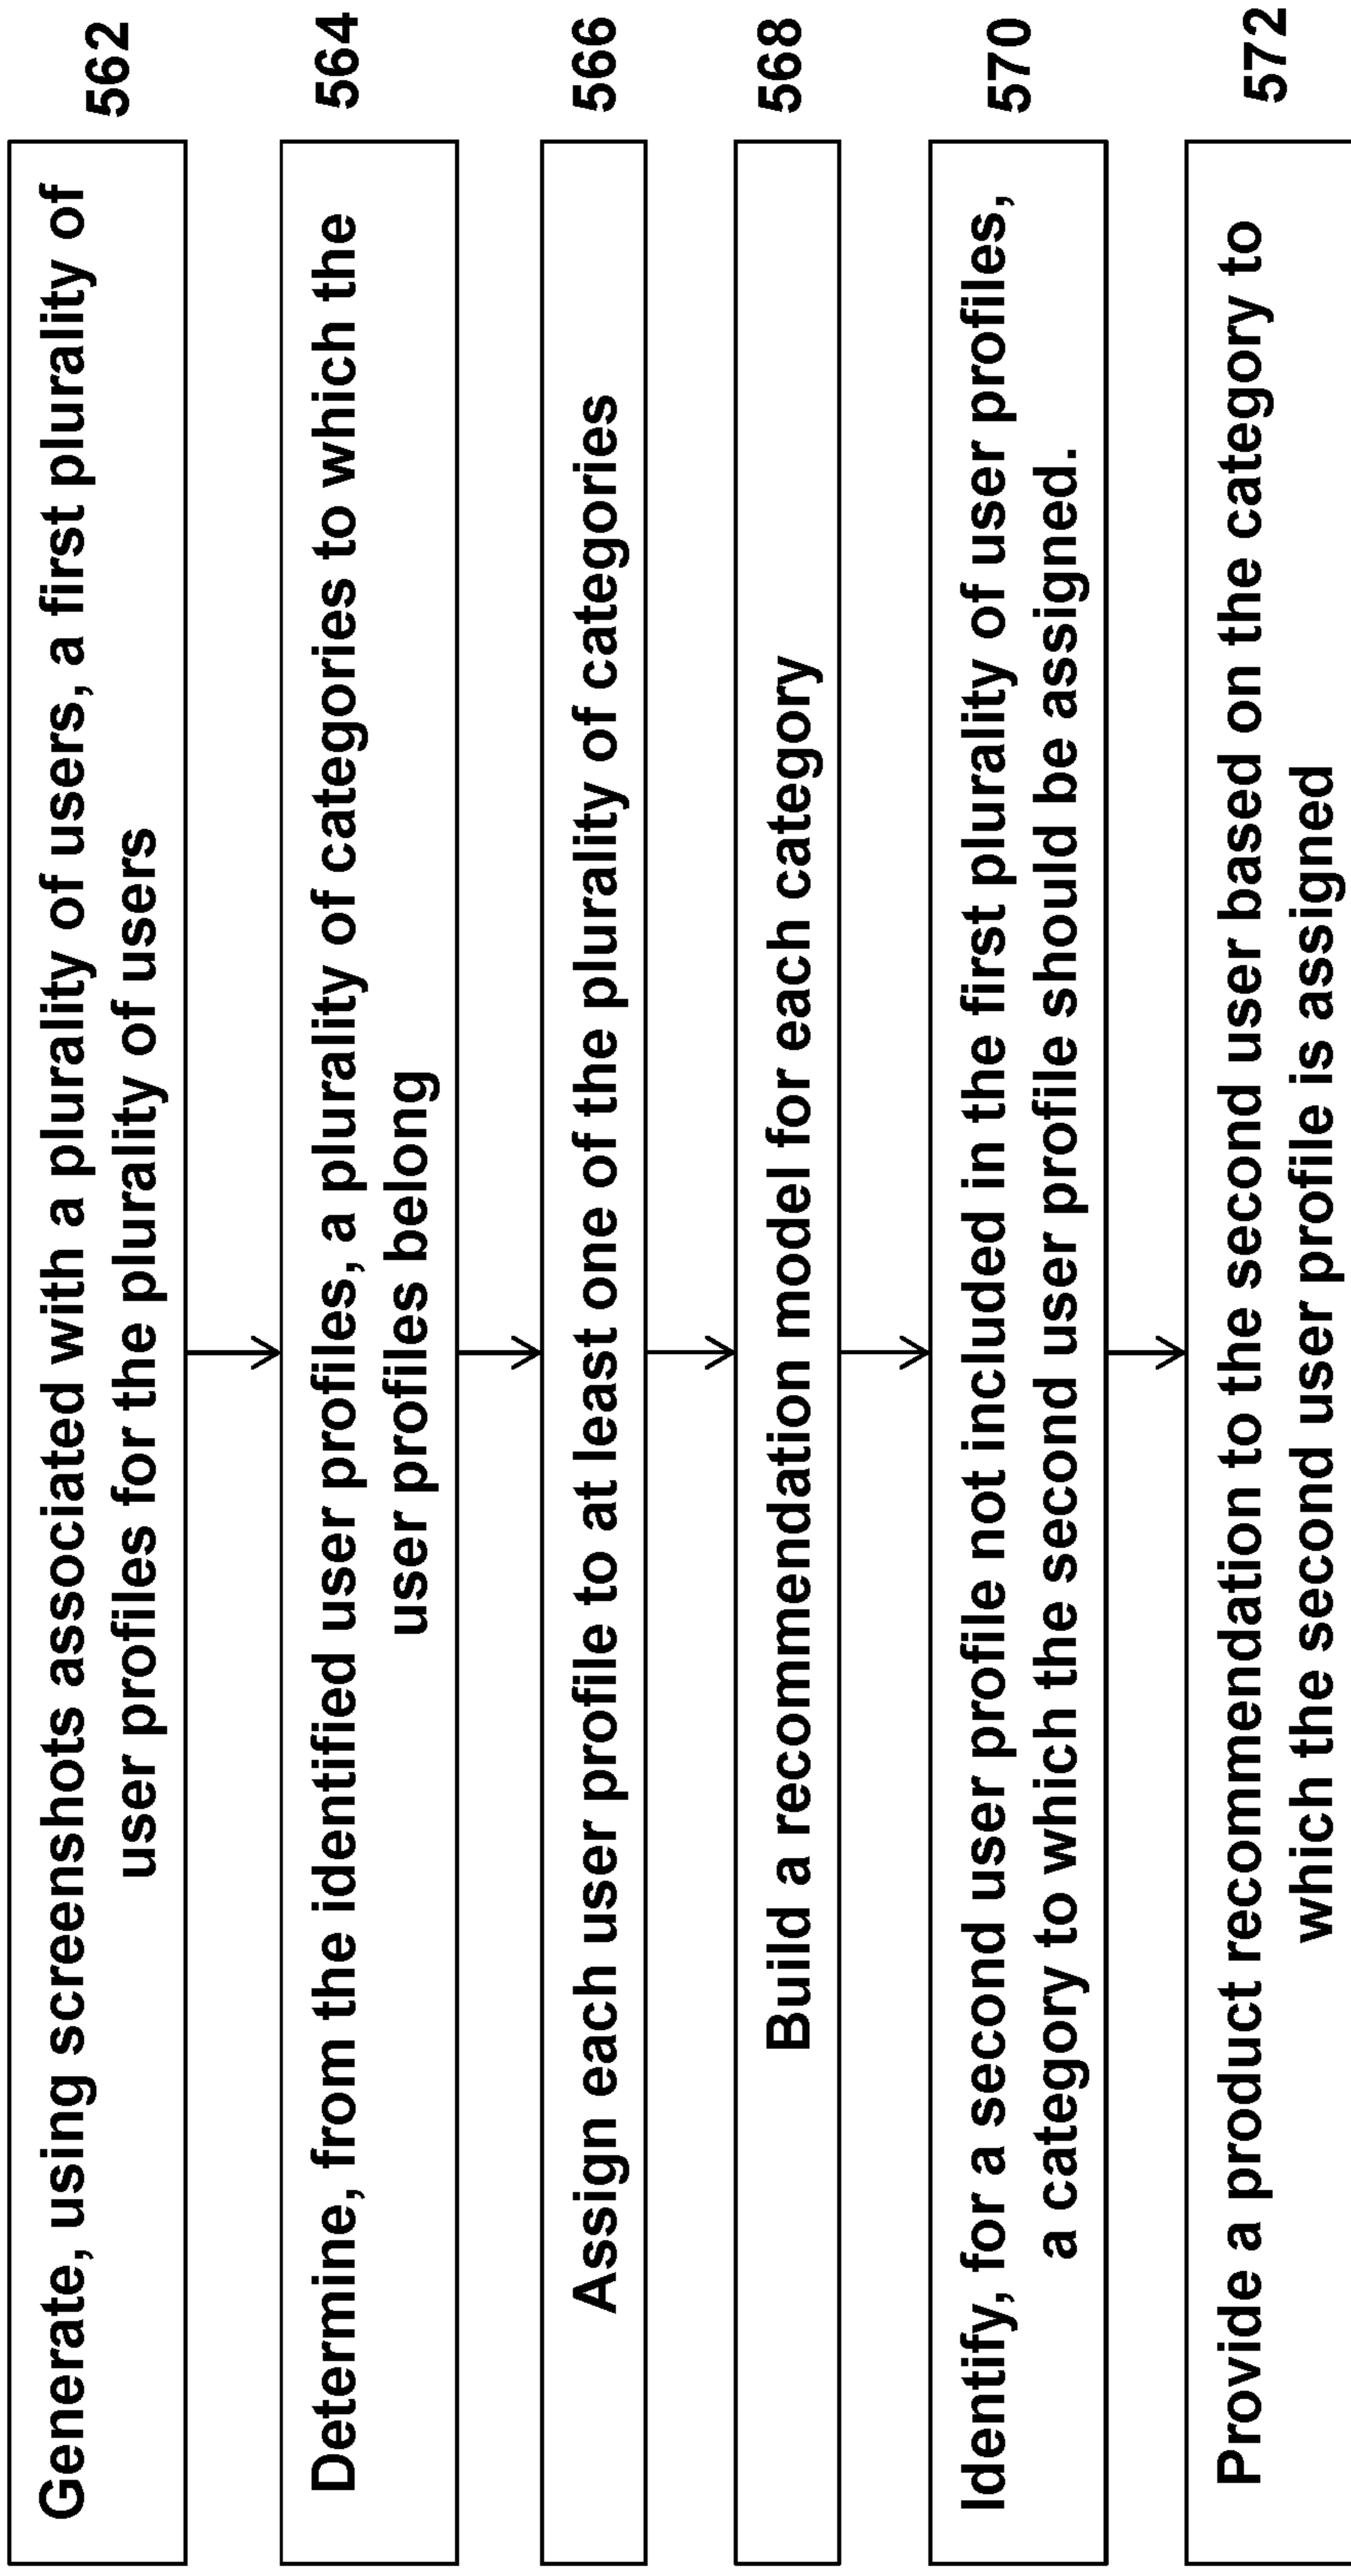 Generate, using screenshots associated with a plurality of users, a first plurality of
user profiles for the plurality of users
562
Determine, from the identified user profiles, a plurality of categories to which the
user profiles belong
564
Assign each user profile to at least one of the plurality of categories
566
Build a recommendation model for each category
568
Identify, for a second user profile not included in the first plurality of user profiles,
a category to which the second user profile should be assigned.
570
Provide a product recommendation to the second user based on the category to
which the second user profile is assigned
572